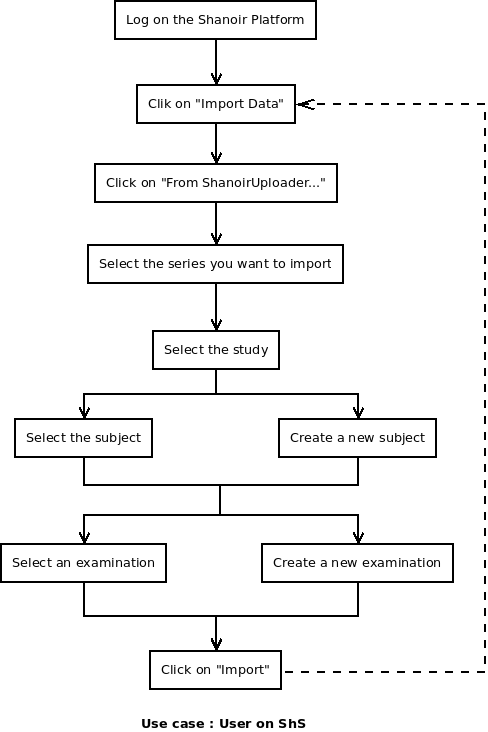 Log on the Shanoir Platform
Clik on "Import Data"
Click on "From ShanoirUploader..."
Select the series you want to import
Select the study
Select the subject
Create a new subject
Select an examination
Create a new examination
Click on "Import"
Use case : User on ShS